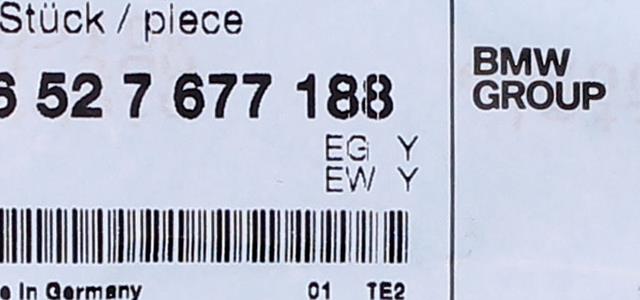 Stück / piece
6 52 7 677 188
EG Y
EW Y
e In Germany 01 TE2
BMW
GROUP